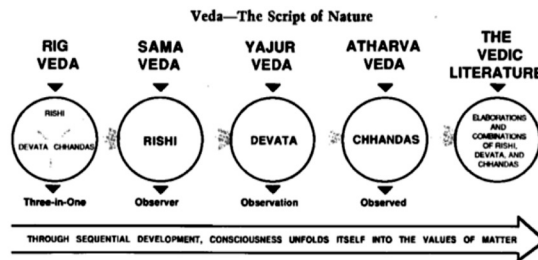 Veda—The Script of Nature
RIG VEDA
SAMA VEDA
YAJUR VEDA
ATHARVA VEDA
THE VEDIC LITERATURE
RISHI
DEVATA CHHANDAS
RISHI
DEVATA
CHHANDAS
ELABORATIONS
AND
COMBINATIONS
OF RISHI,
DEVATA, AND
CHHANDAS
Three-in-One
Observer
Observation
Observed
THROUGH SEQUENTIAL DEVELOPMENT, CONSCIOUSNESS UNFOLDS ITSELF INTO THE VALUES OF MATTER